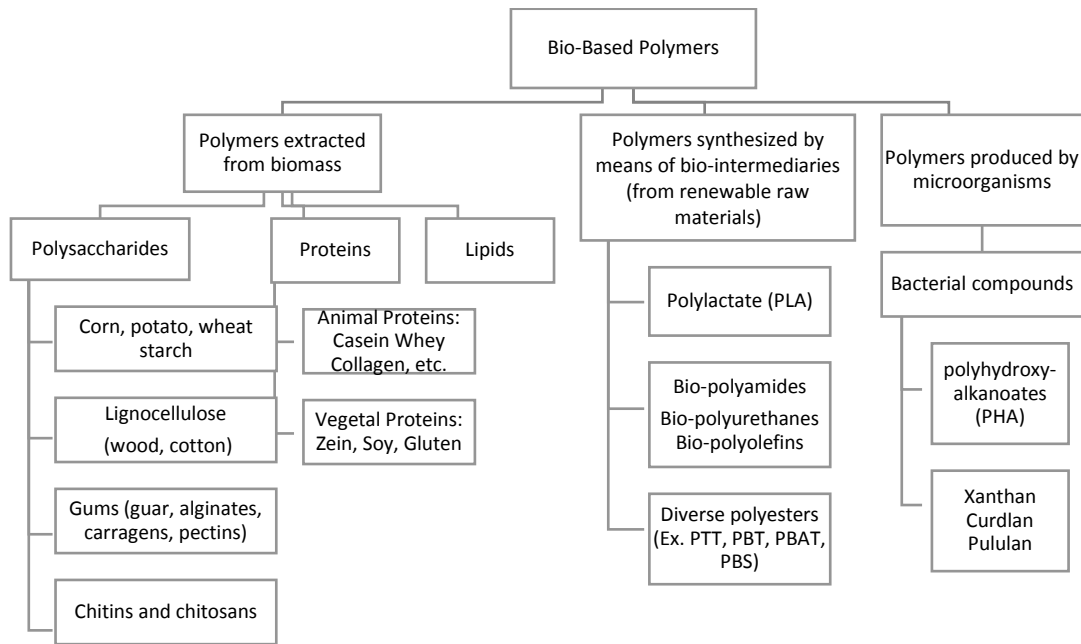 Bio-Based Polymers
Polymers extracted
from biomass
Polymers synthesized by
means of bio-intermediaries
(from renewable raw
materials)
Polymers produced by
microorganisms
Polysaccharides
Proteins
Lipids
Bacterial compounds
Corn, potato, wheat
starch
Lignocellulose
(wood, cotton)
Gums (guar, alginates,
carragens, pectins)
Chitins and chitosans
Animal Proteins:
Casein Whey
Collagen, etc.
Vegetal Proteins:
Zein, Soy, Gluten
Polylactate (PLA)
Bio-polyamides
Bio-polyurethanes
Bio-polyolefins
Diverse polyesters
(Ex. PTT, PBT, PBAT,
PBS)
polyhydroxy-
alkanoates
(PHA)
Xanthan
Curdlan
Pululan